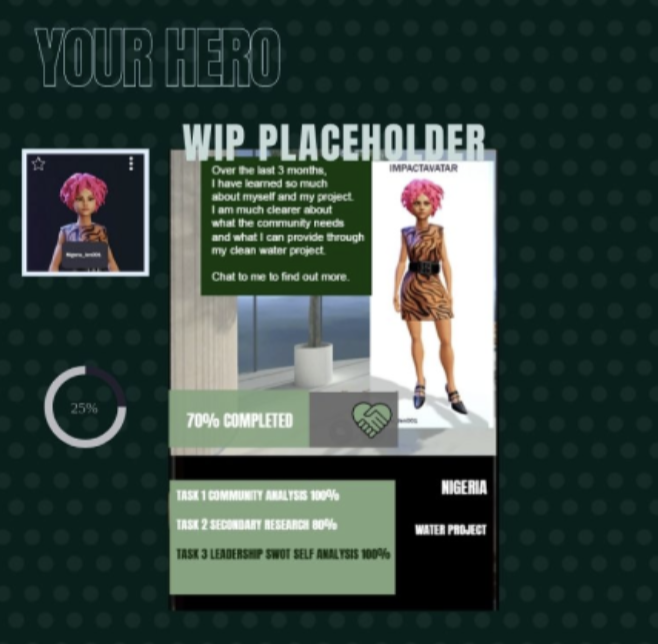 YOUR HERO
WIP PLACEHOLDER
IMPACTAVATAR
Over the last 3 months,
I have learned so much
about myself and my project.
I am much clearer about
what the community needs
and what I can provide through
my clean water project.
Chat to me to find out more.
25%
70% COMPLETED
TASK 1 COMMUNITY ANALYSIS 100%
TASK 2 SECONDARY RESEARCH 60%
TASK 3 LEADERSHIP SWOT SELF ANALYSIS 100%
NIGERIA
WATER PROJECT